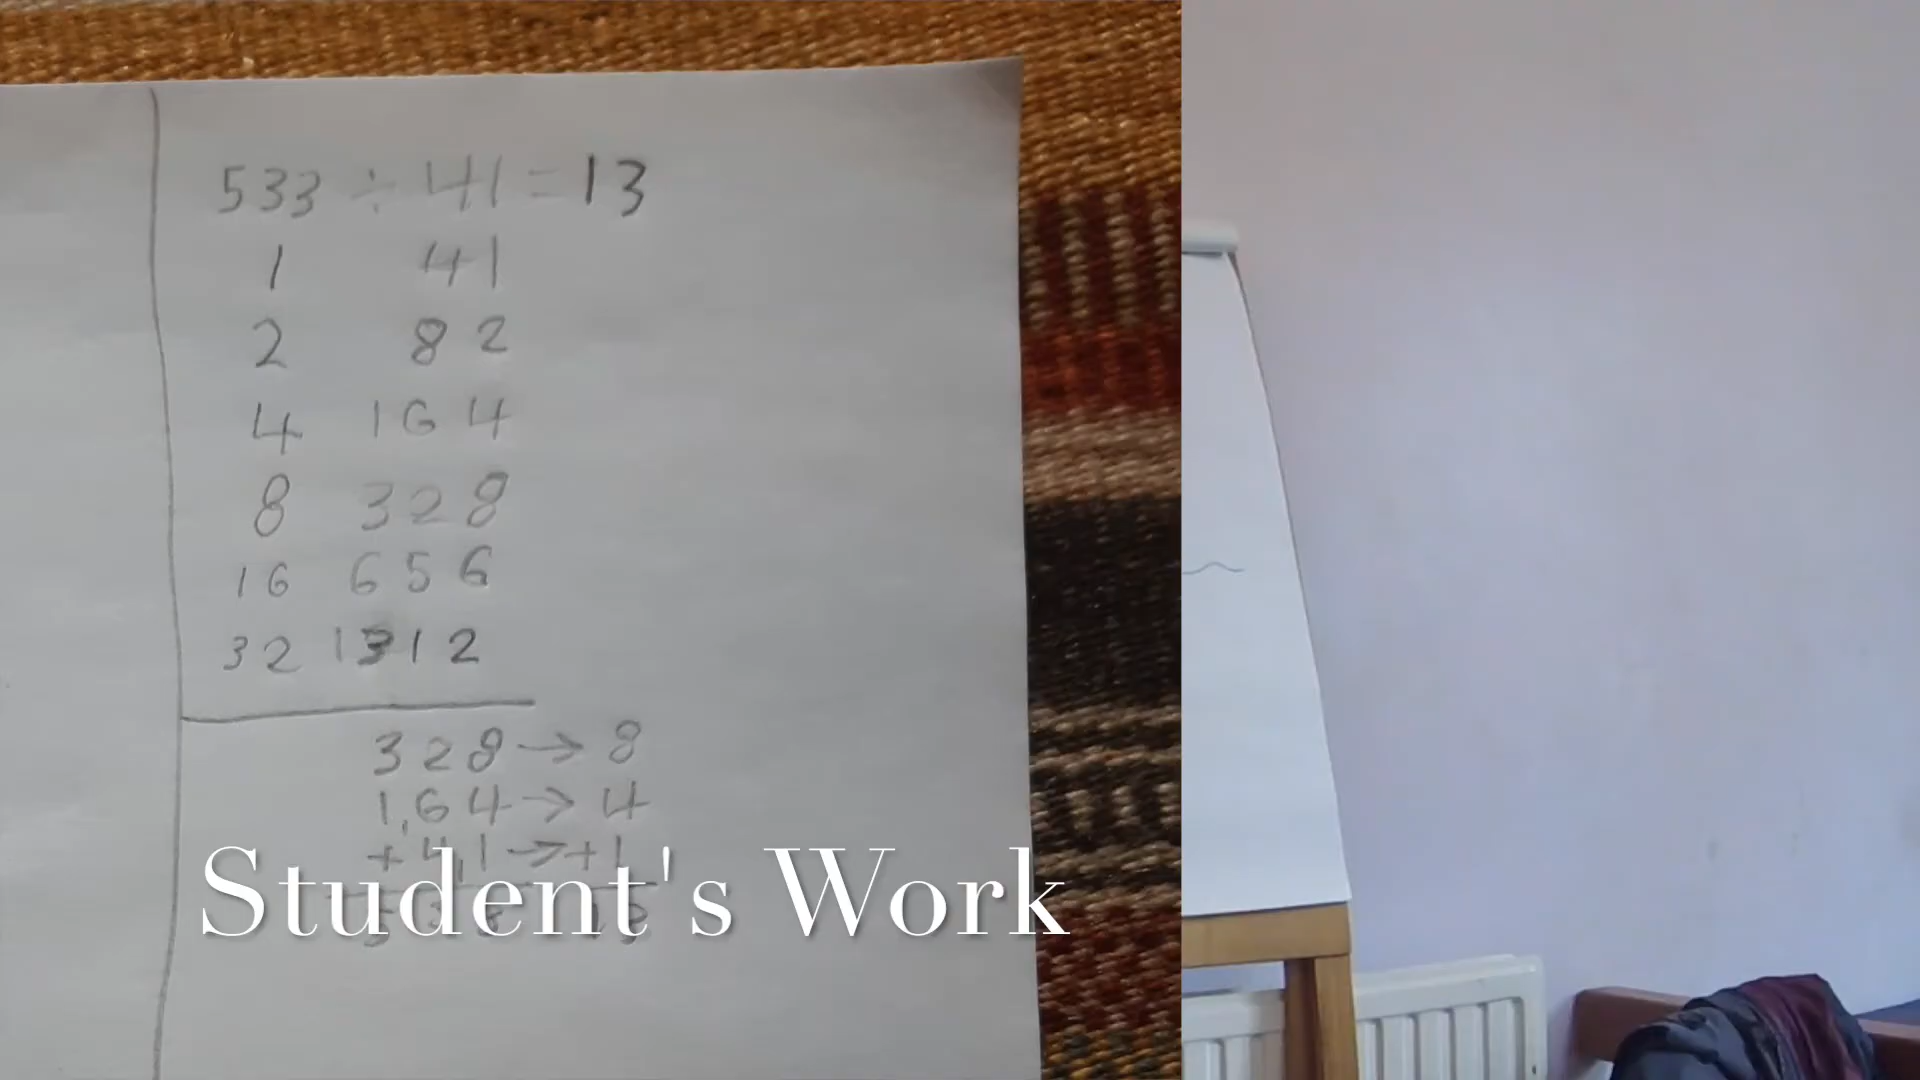 533 ÷ 41 = 13
1 41
2 82
4 164
8 328
16 656
32 1312
328 → 8
164 → 4
+ 41 → + 1
Student's Work